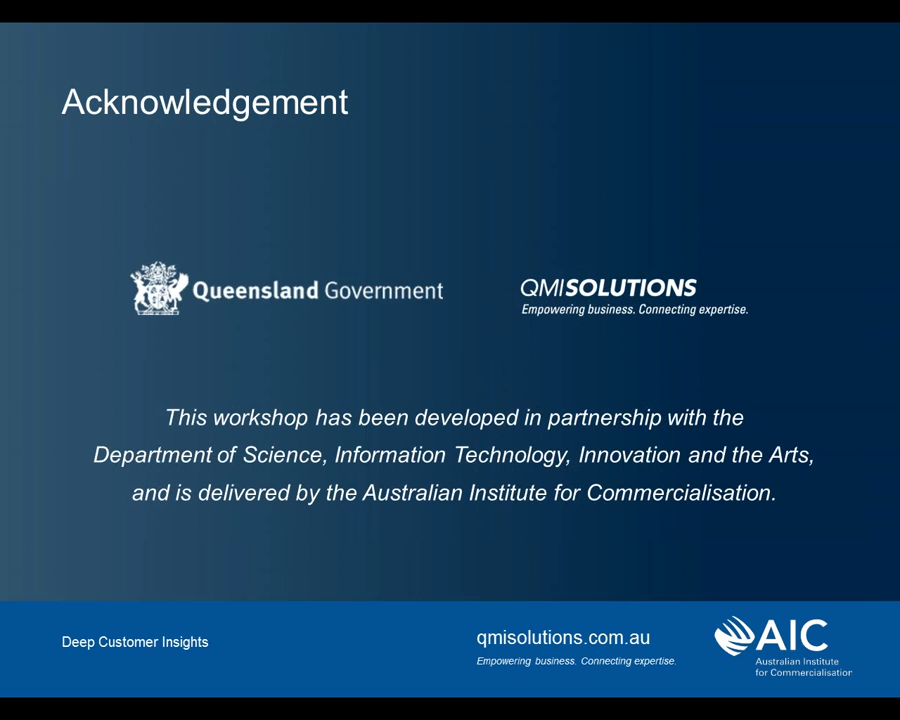 Acknowledgement
Queensland Government
QMISOLUTIONS
Empowering business. Connecting expertise.
This workshop has been developed in partnership with the
Department of Science, Information Technology, Innovation and the Arts,
and is delivered by the Australian Institute for Commercialisation.
Deep Customer Insights
qmisolutions.com.au
Empowering business. Connecting expertise.
AIC
Australian Institute
for Commercialisation